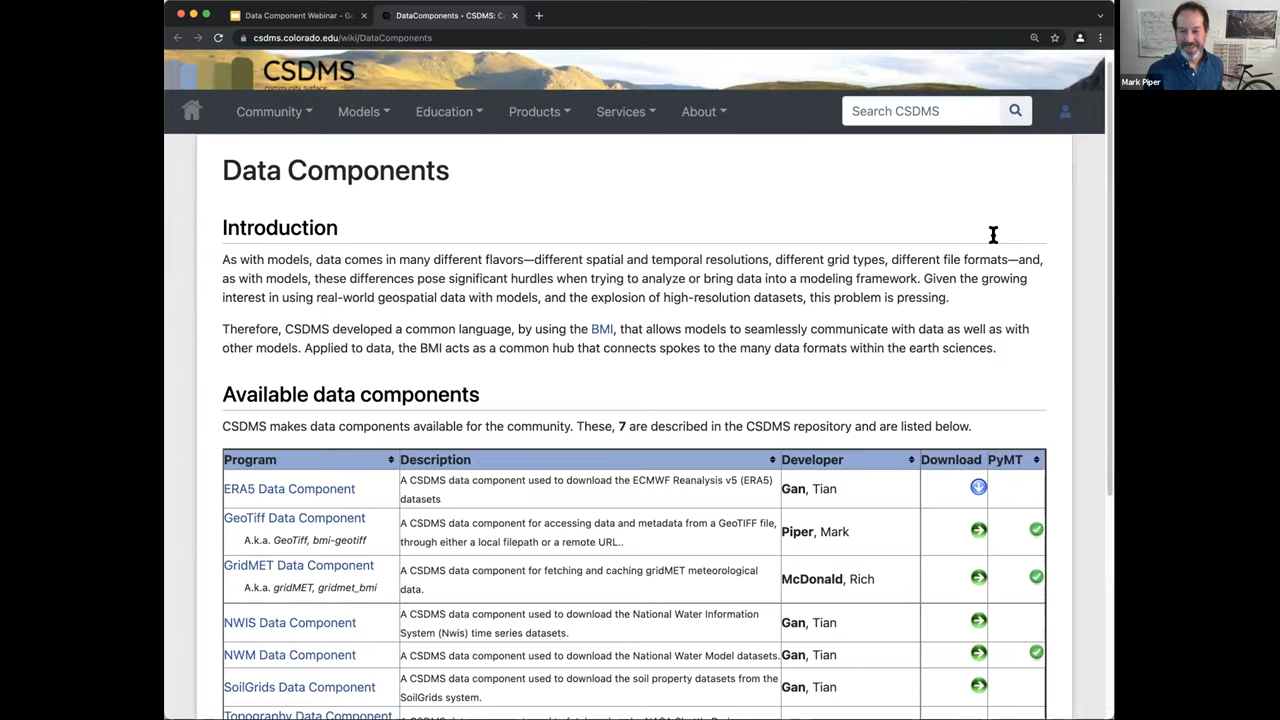 Data Component Webinar - G
DataComponents • CSDMS: C
csdms.colorado.edu/wiki/DataComponents
Mark Piper
CSDMS
Community
Models
Education
Products
Services
About
Search CSDMS
Data Components
Introduction
As with models, data comes in many different flavors—different spatial and temporal resolutions, different grid types, different file formats—and,
as with models, these differences pose significant hurdles when trying to analyze or bring data into a modeling framework. Given the growing
interest in using real-world geospatial data with models, and the explosion of high-resolution datasets, this problem is pressing.
Therefore, CSDMS developed a common language, by using the BMI, that allows models to seamlessly communicate with data as well as with
other models. Applied to data, the BMI acts as a common hub that connects spokes to the many data formats within the earth sciences.
Available data components
CSDMS makes data components available for the community. These, 7 are described in the CSDMS repository and are listed below.
Program Description Developer Download PyMT
ERA5 Data Component
A CSDMS data component used to download the ECMWF Reanalysis v5 (ERA5)
datasets
Gan, Tian
GeoTiff Data Component
A.k.a. GeoTiff, bmi-geotiff
A CSDMS data component for accessing data and metadata from a GeoTIFF file,
through either a local filepath or a remote URL..
Piper, Mark
GridMET Data Component
A.k.a. gridMET, gridmet_bmi
A CSDMS data component for fetching and caching gridMET meteorological
data.
McDonald, Rich
NWIS Data Component
A CSDMS data component used to download the National Water Information
System (Nwis) time series datasets.
Gan, Tian
NWM Data Component
A CSDMS data component used to download the National Water Model datasets.
Gan, Tian
SoilGrids Data Component
A CSDMS data component used to download the soil property datasets from the
SoilGrids system.
Gan, Tian
Topography Data Component